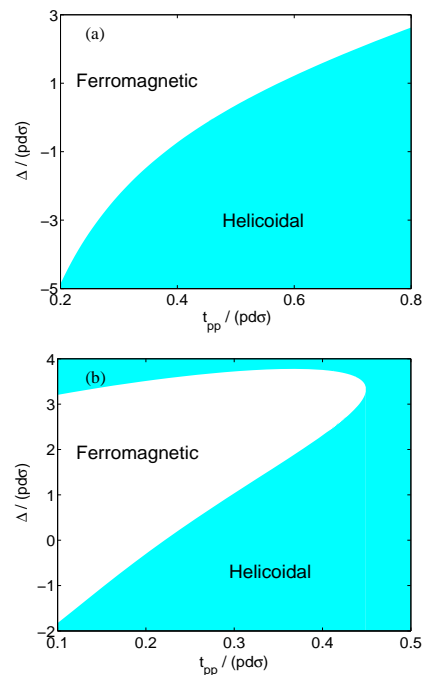 (a)
Ferromagnetic
Helicoidal
Δ / (pdσ)
3
1
−1
−3
−5
0.2 0.4 0.6 0.8
t_pp / (pdσ)
(b)
Ferromagnetic
Helicoidal
Δ / (pdσ)
4
3
2
1
0
−1
−2
0.1 0.2 0.3 0.4 0.5
t_pp / (pdσ)